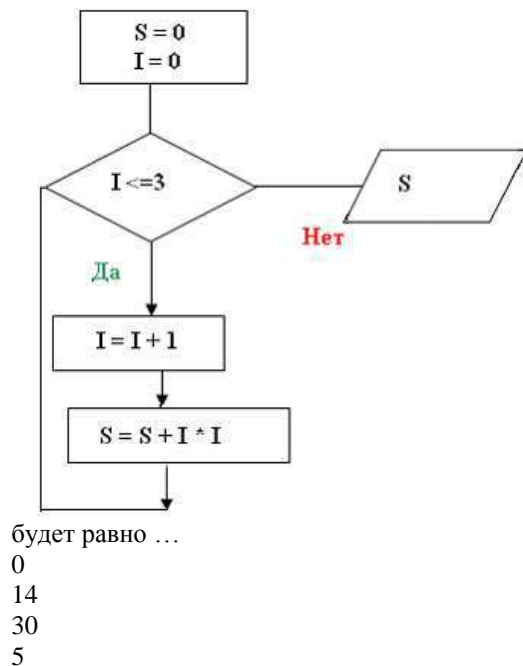 S = 0
I = 0
I <=3
S
Нет
Да
I = I + 1
S = S + I * I
будет равно …
0
14
30
5